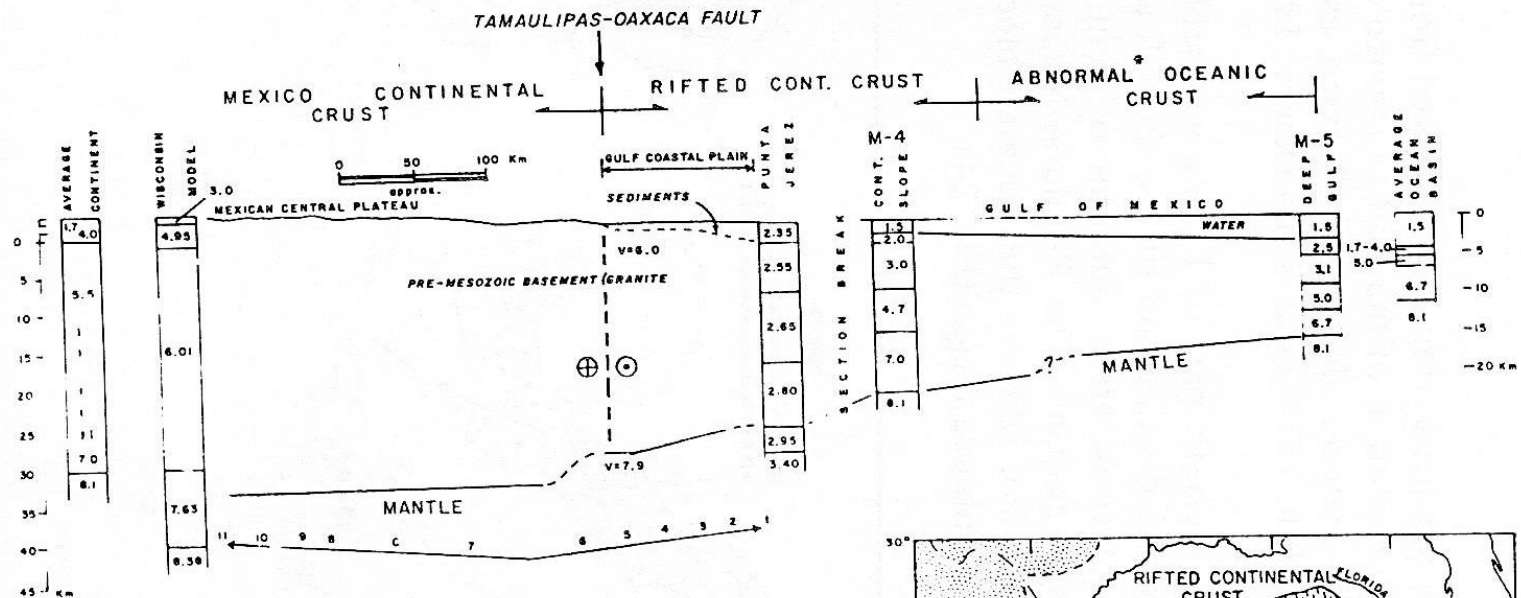 TAMAULIPAS-OAXACA FAULT
MEXICO CONTINENTAL
CRUST
RIFTED CONT. CRUST
ABNORMAL* OCEANIC
CRUST
AVERAGE
CONTINENT
WISCONSIN
MODEL
3.0
0 50 100 Km
approx.
GULF COASTAL PLAIN
PUNTA
JEREZ
M-4
CONT.
SLOPE
M-5
DEEP
GULF
AVERAGE
OCEAN
BASIN
MEXICAN CENTRAL PLATEAU
SEDIMENTS
GULF OF MEXICO
WATER
V=6.0
PRE-MESOZOIC BASEMENT GRANITE
SECTION BREAK
V=7.9
MANTLE
MANTLE
?
11 10 9 8 C 7 6 5 4 3 2 1
0
5
10
15
20
25
30
35
40
45 Km
1.7 4.0
5.5
7.0
8.1
4.95
6.01
7.63
8.38
2.35
2.55
2.65
2.80
2.95
3.40
1.5
2.0
3.0
4.7
7.0
8.1
1.5
2.5
3.1
5.0
6.7
8.1
1.5
1.7-4.0
5.0
6.7
8.1
0
5
10
15
20 Km
30°
RIFTED CONTINENTAL
CRUST
FLORIDA